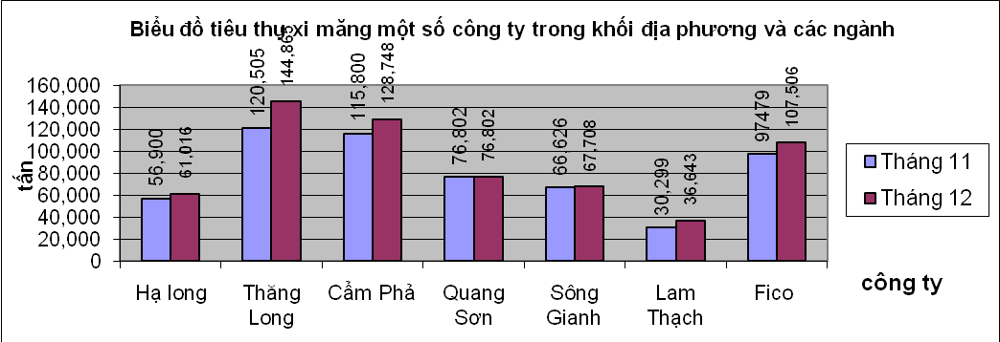 Biểu đồ tiêu thụ xi măng một số công ty trong khối địa phương và các ngành
160,000
140,000
120,000
100,000
80,000
60,000
40,000
20,000
0
tấn
56,900
61,016
120,505
144,865
115,800
128,748
76,802
76,802
66,626
67,708
30,299
36,643
97479
107,506
Hạ long
Thăng
Long
Cẩm Phả
Quang
Sơn
Sông
Gianh
Lam
Thạch
Fico
Tháng 11
Tháng 12
công ty